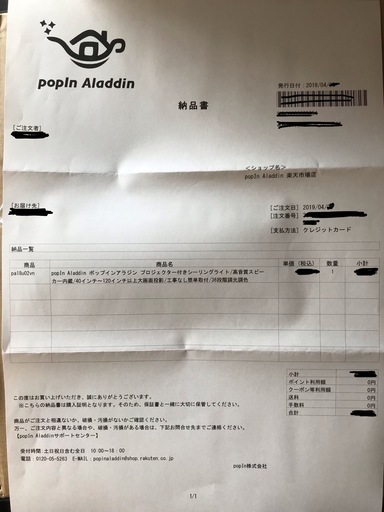 popIn Aladdin
納品書
発行日付：2019/04
[ご注文者]
＜ショップ名＞
popIn Aladdin 楽天市場店
[お届け先]
[ご注文日] 2019/04
[注文番号]
[支払方法] クレジットカード
納品一覧
商品 商品名 単価（税込） 数量 小計
pa18u02vn popIn Aladdin ポップインアラジン プロジェクター付きシーリングライト/高音質スピー 1
カー内蔵/40インチ～120インチ以上大画面投影/工事なし簡単取付/36段階調光調色
小計
ポイント利用額 0円
クーポン等利用額 0円
送料 0円
手数料 0円
合計
この度はお買い上げいただき、誠にありがとうございます。
※こちらの納品書は購入証明となります。そのため、保証書と一緒に大切に保管してください。
商品がご注文と相違ないか、破損・汚損がないかご確認ください。
万一、ご注文内容と異なる場合や、破損・汚損がある場合は、下記お問合せ先までご連絡ください。
【popIn Aladdinサポートセンター】
受付時間：土日祝日含む全日 10:00～18:00
電話：0120-05-5263 E-MAIL：popinaladdin@shop.rakuten.co.jp
popIn株式会社
1/1